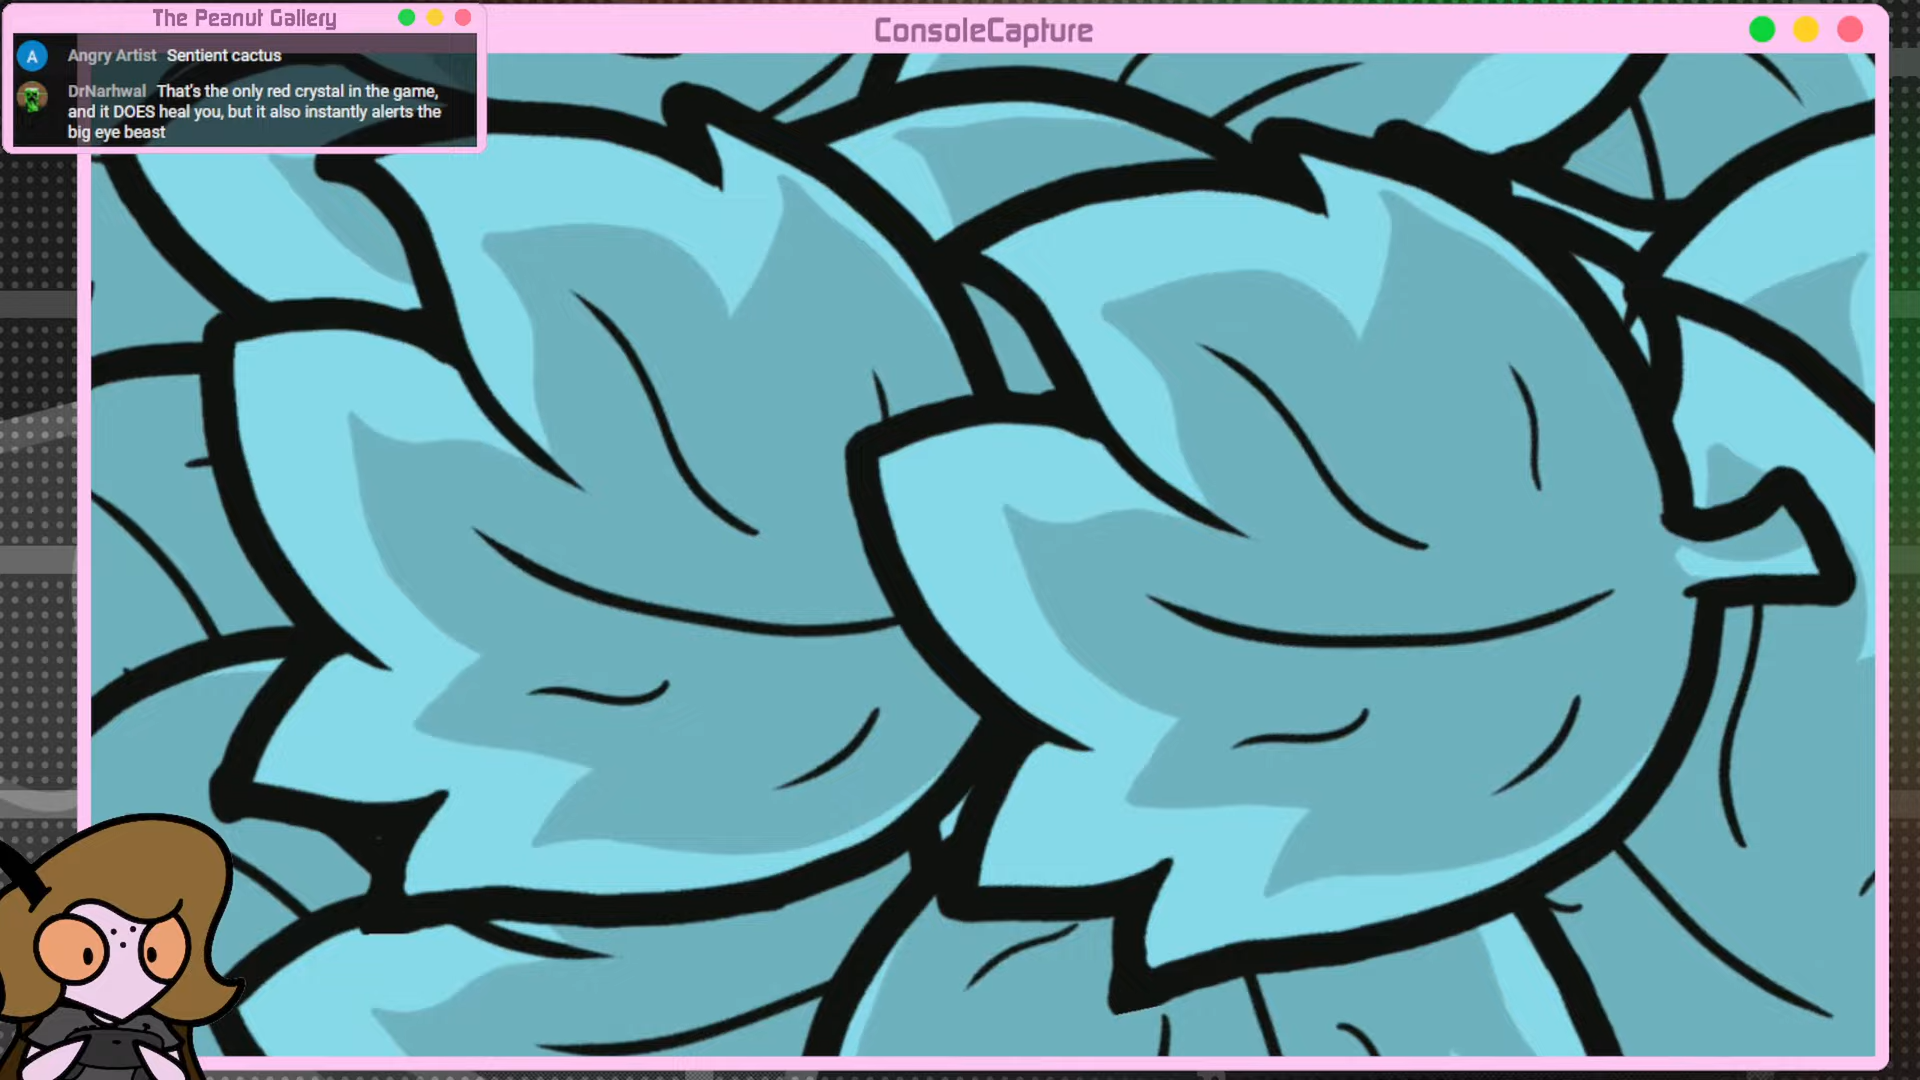 The Peanut Gallery
ConsoleCapture
A Angry Artist Sentient cactus
DrNarhwal That's the only red crystal in the game,
and it DOES heal you, but it also instantly alerts the
big eye beast